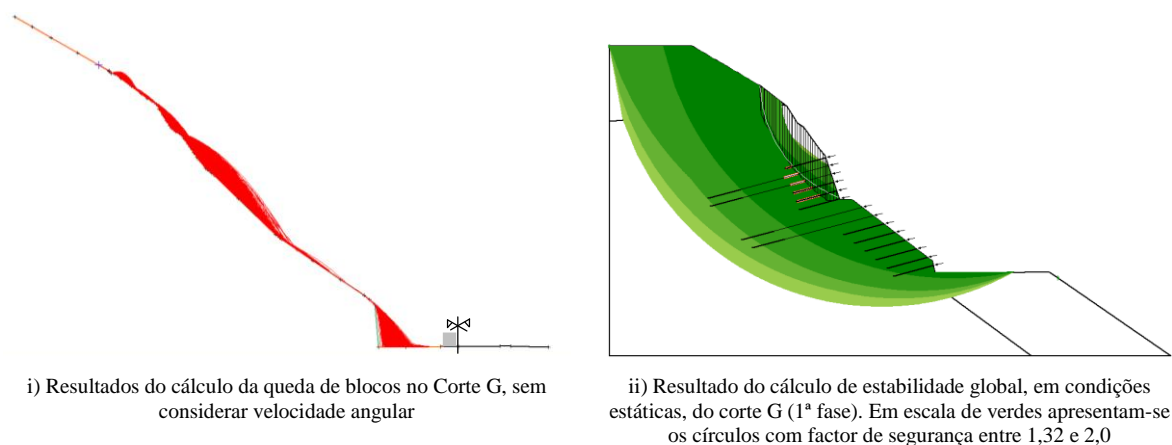 i) Resultados do cálculo da queda de blocos no Corte G, sem
considerar velocidade angular
ii) Resultado do cálculo de estabilidade global, em condições
estáticas, do corte G (1ª fase). Em escala de verdes apresentam-se
os círculos com factor de segurança entre 1,32 e 2,0